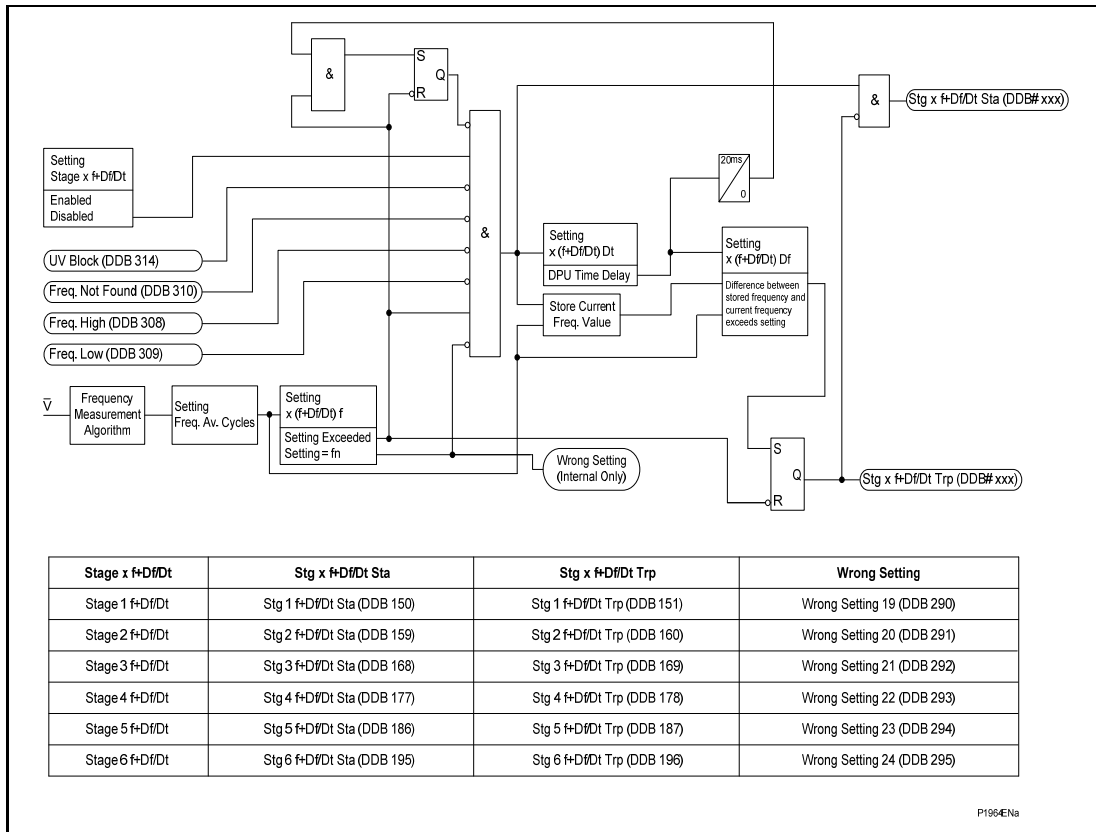 &
S
Q
R
&
Stg x f+Df/Dt Sta (DDB# xxx)
Setting
Stage x f+Df/Dt
Enabled
Disabled
20ms
0
&
UV Block (DDB 314)
Freq. Not Found (DDB 310)
Freq. High (DDB 308)
Freq. Low (DDB 309)
Setting
x (f+Df/Dt) Dt
DPU Time Delay
Store Current
Freq. Value
Setting
x (f+Df/Dt) Df
Difference between
stored frequency and
current frequency
exceeds setting
V̅
Frequency
Measurement
Algorithm
Setting
Freq. Av. Cycles
Setting
x (f+Df/Dt) f
Setting Exceeded
Setting = fn
Wrong Setting
(Internal Only)
S
Q
R
Stg x f+Df/Dt Trp (DDB# xxx)
Stage x f+Df/Dt Stg x f+Df/Dt Sta Stg x f+Df/Dt Trp Wrong Setting
Stage 1 f+Df/Dt Stg 1 f+Df/Dt Sta (DDB 150) Stg 1 f+Df/Dt Trp (DDB 151) Wrong Setting 19 (DDB 290)
Stage 2 f+Df/Dt Stg 2 f+Df/Dt Sta (DDB 159) Stg 2 f+Df/Dt Trp (DDB 160) Wrong Setting 20 (DDB 291)
Stage 3 f+Df/Dt Stg 3 f+Df/Dt Sta (DDB 168) Stg 3 f+Df/Dt Trp (DDB 169) Wrong Setting 21 (DDB 292)
Stage 4 f+Df/Dt Stg 4 f+Df/Dt Sta (DDB 177) Stg 4 f+Df/Dt Trp (DDB 178) Wrong Setting 22 (DDB 293)
Stage 5 f+Df/Dt Stg 5 f+Df/Dt Sta (DDB 186) Stg 5 f+Df/Dt Trp (DDB 187) Wrong Setting 23 (DDB 294)
Stage 6 f+Df/Dt Stg 6 f+Df/Dt Sta (DDB 195) Stg 6 f+Df/Dt Trp (DDB 196) Wrong Setting 24 (DDB 295)
P1964ENa